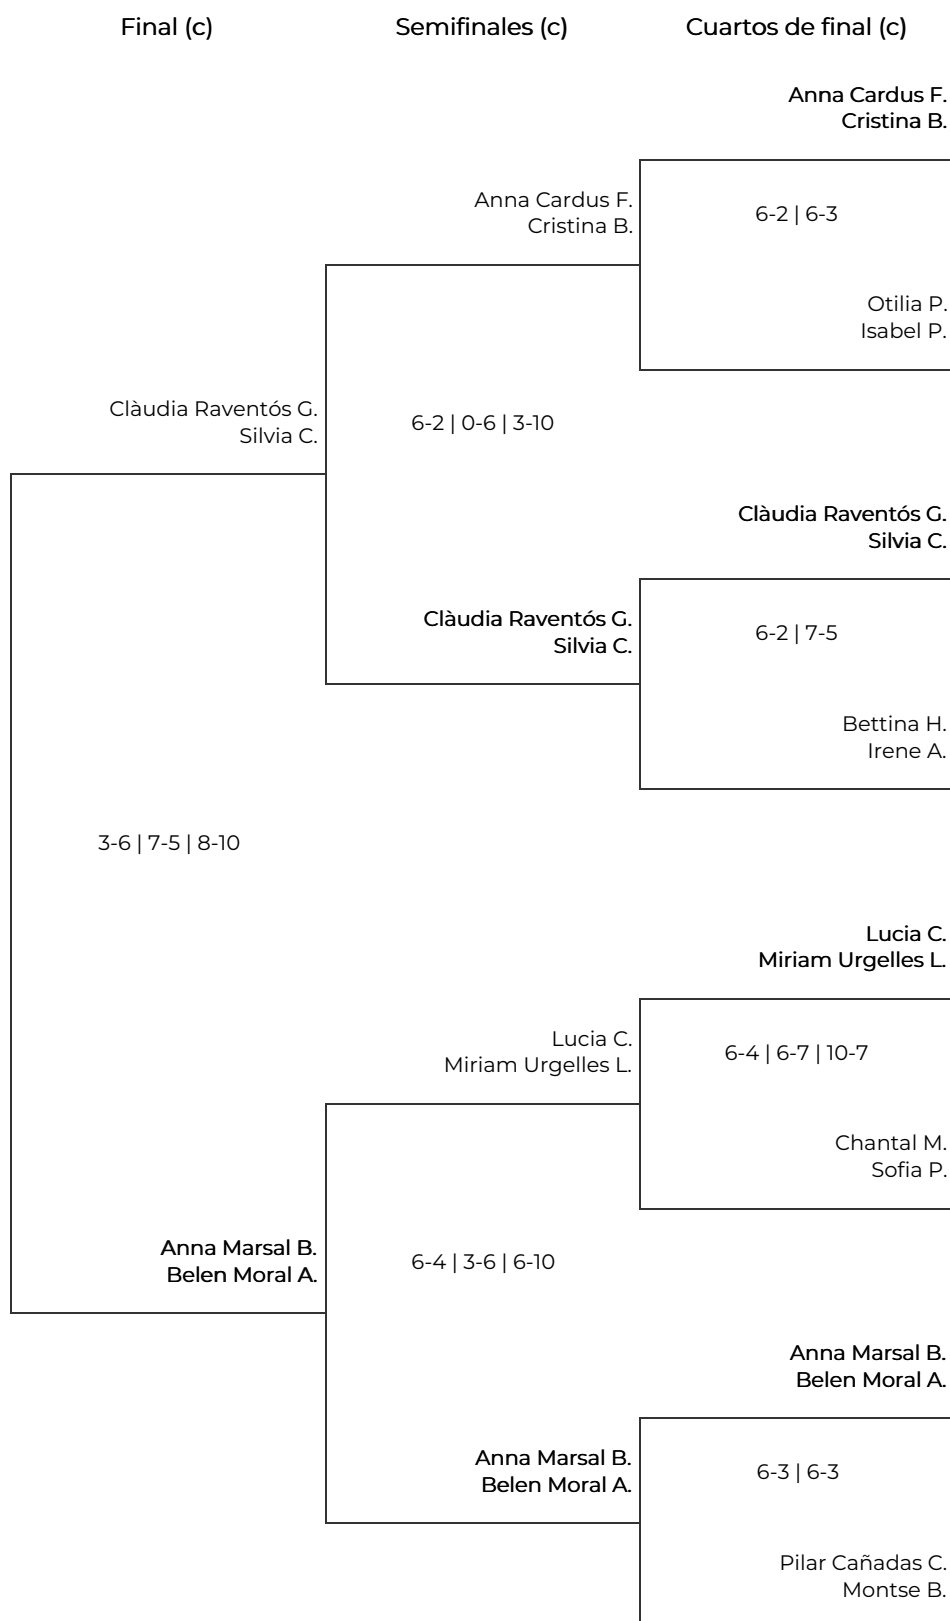 Final (c)
Semifinales (c)
Cuartos de final (c)
Anna Cardus F.
Cristina B.
Anna Cardus F.
Cristina B.
6-2 | 6-3
Otilia P.
Isabel P.
Clàudia Raventós G.
Silvia C.
6-2 | 0-6 | 3-10
Clàudia Raventós G.
Silvia C.
Clàudia Raventós G.
Silvia C.
6-2 | 7-5
Bettina H.
Irene A.
3-6 | 7-5 | 8-10
Lucia C.
Miriam Urgelles L.
Lucia C.
Miriam Urgelles L.
6-4 | 6-7 | 10-7
Chantal M.
Sofia P.
Anna Marsal B.
Belen Moral A.
6-4 | 3-6 | 6-10
Anna Marsal B.
Belen Moral A.
Anna Marsal B.
Belen Moral A.
6-3 | 6-3
Pilar Cañadas C.
Montse B.